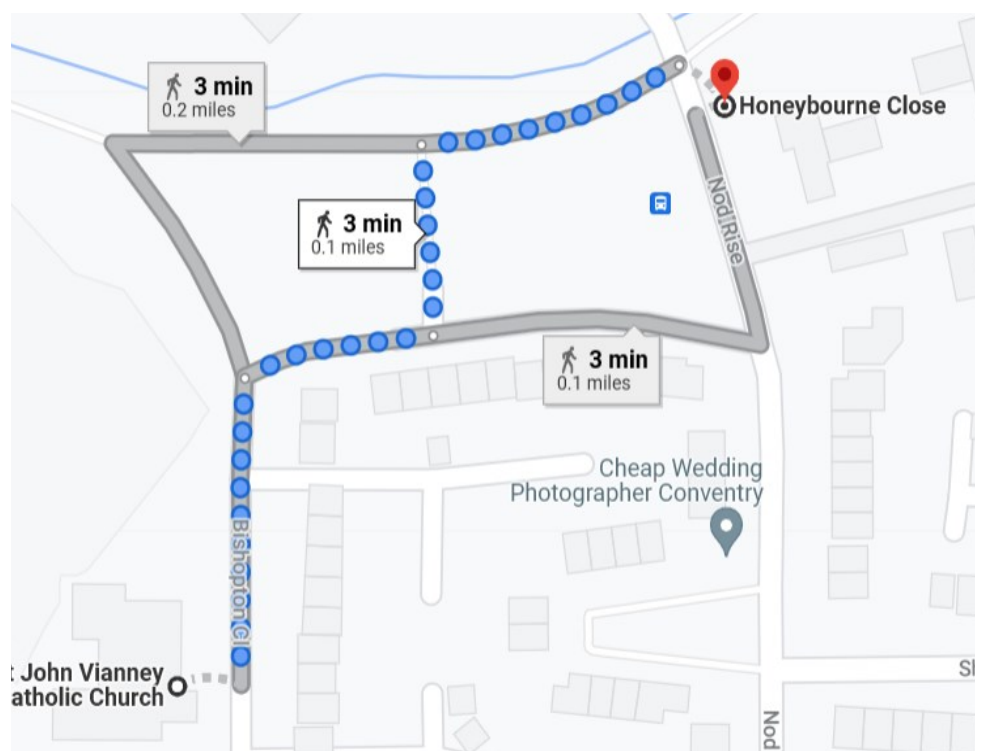 3 min
0.2 miles
Honeybourne Close
Nod Rise
3 min
0.1 miles
3 min
0.1 miles
Cheap Wedding
Photographer Conventry
Bishopton Cl
t John Vianney
atholic Church
Sl
Nod